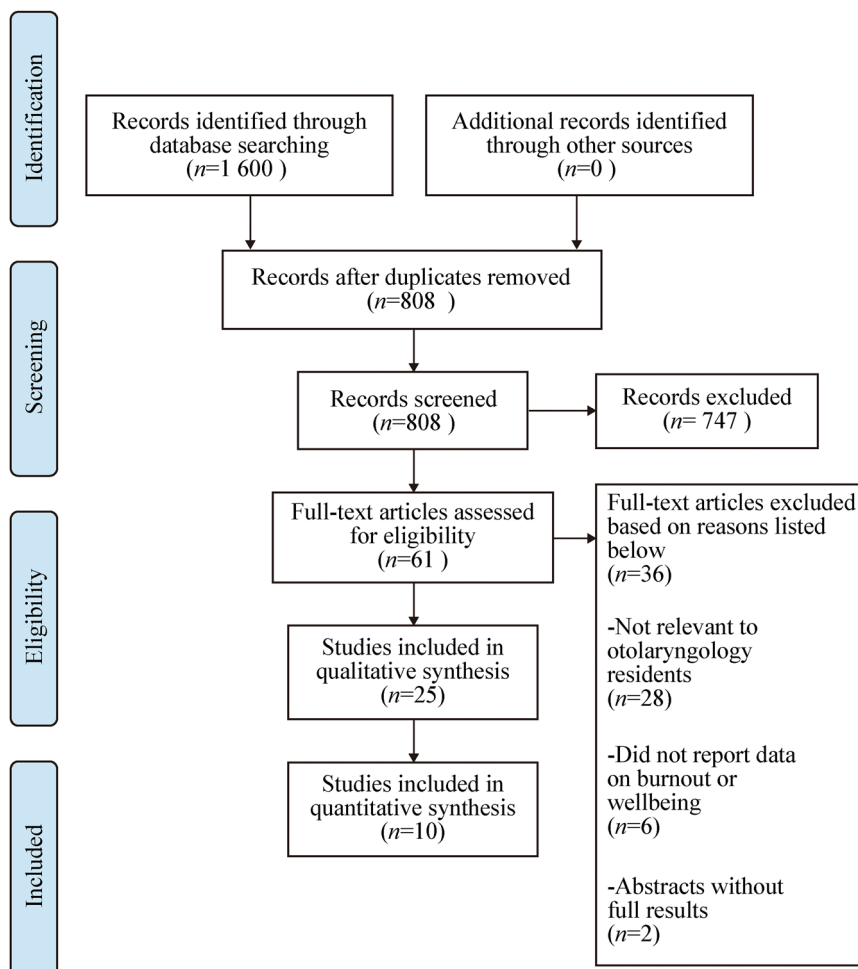 Identification
Records identified through
database searching
(n=1 600 )
Additional records identified
through other sources
(n=0 )
Records after duplicates removed
(n=808  )
Screening
Records screened
(n=808 )
Records excluded
(n= 747 )
Full-text articles assessed
for eligibility
(n=61 )
Full-text articles excluded
based on reasons listed
below
(n=36)
-Not relevant to
otolaryngology
residents
(n=28)
-Did not report data
on burnout or
wellbeing
(n=6)
-Abstracts without
full results
(n=2)
Eligibility
Studies included in
qualitative synthesis
(n=25)
Included
Studies included in
quantitative synthesis
(n=10)